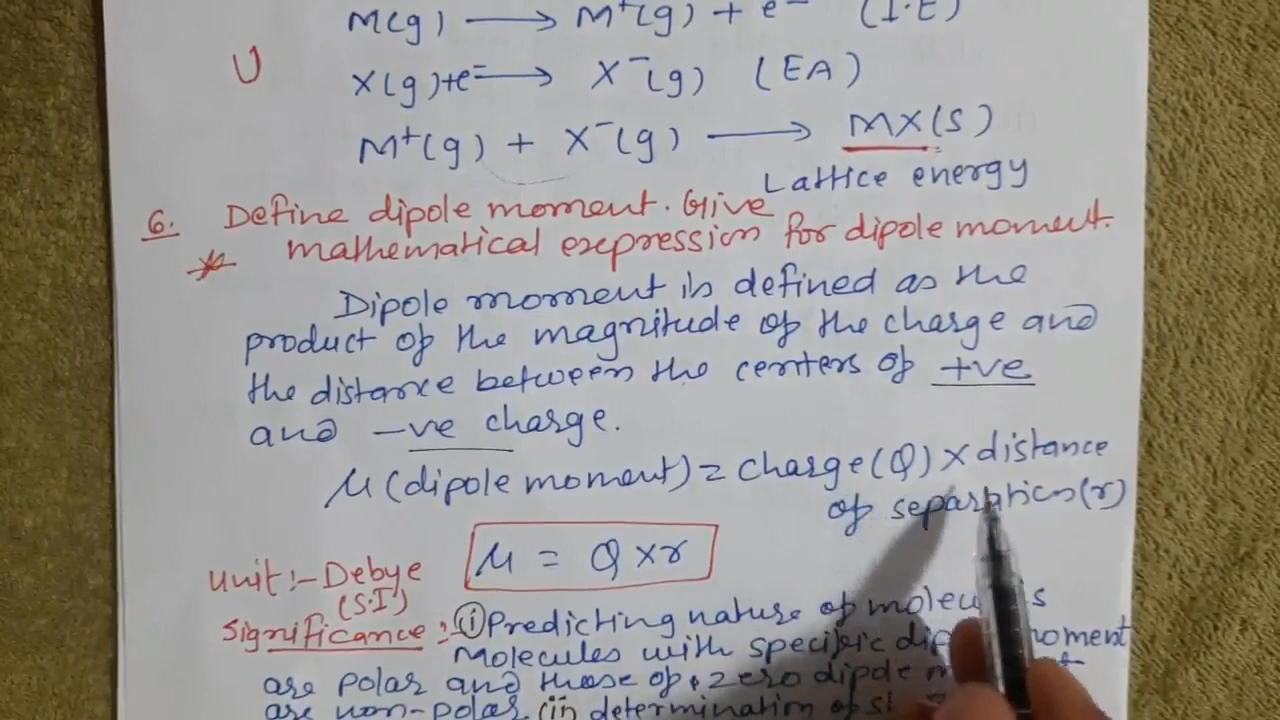 M(g) ⟶ M⁺(g) + e⁻ (I.E)
U
X(g)+e⁻ ⟶ X⁻(g) (EA)
M⁺(g) + X⁻(g) ⟶ MX(S)
Lattice energy
6. Define dipole moment. Give
mathematical expression for dipole moment.
Dipole moment is defined as the
product of the magnitude of the charge and
the distance between the centers of +ve
and -ve charge.
μ (dipole moment) = charge(Q) × distance
of separation(r)
μ = Q × r
Unit :- Debye
(S.I)
Significance :- (i) Predicting nature of
Molecules with specific moment
are polar and those of zero dipole
are non-polar (ii) determination of